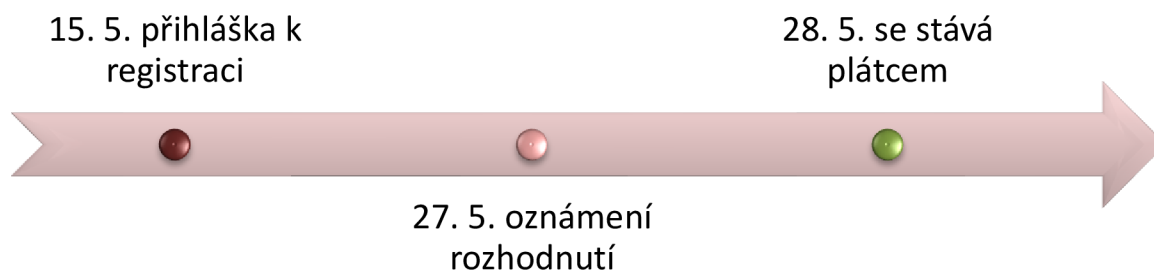 15. 5. přihláška k
registraci
27. 5. oznámení
rozhodnutí
28. 5. se stává
plátcem